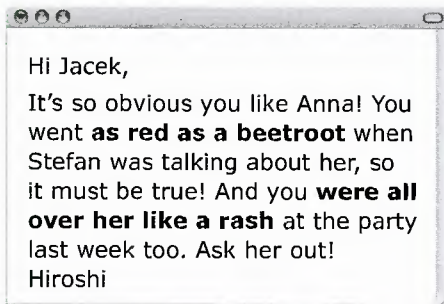 Hi Jacek,
It's so obvious you like Anna! You
went as red as a beetroot when
Stefan was talking about her, so
it must be true! And you were all
over her like a rash at the party
last week too. Ask her out!
Hiroshi